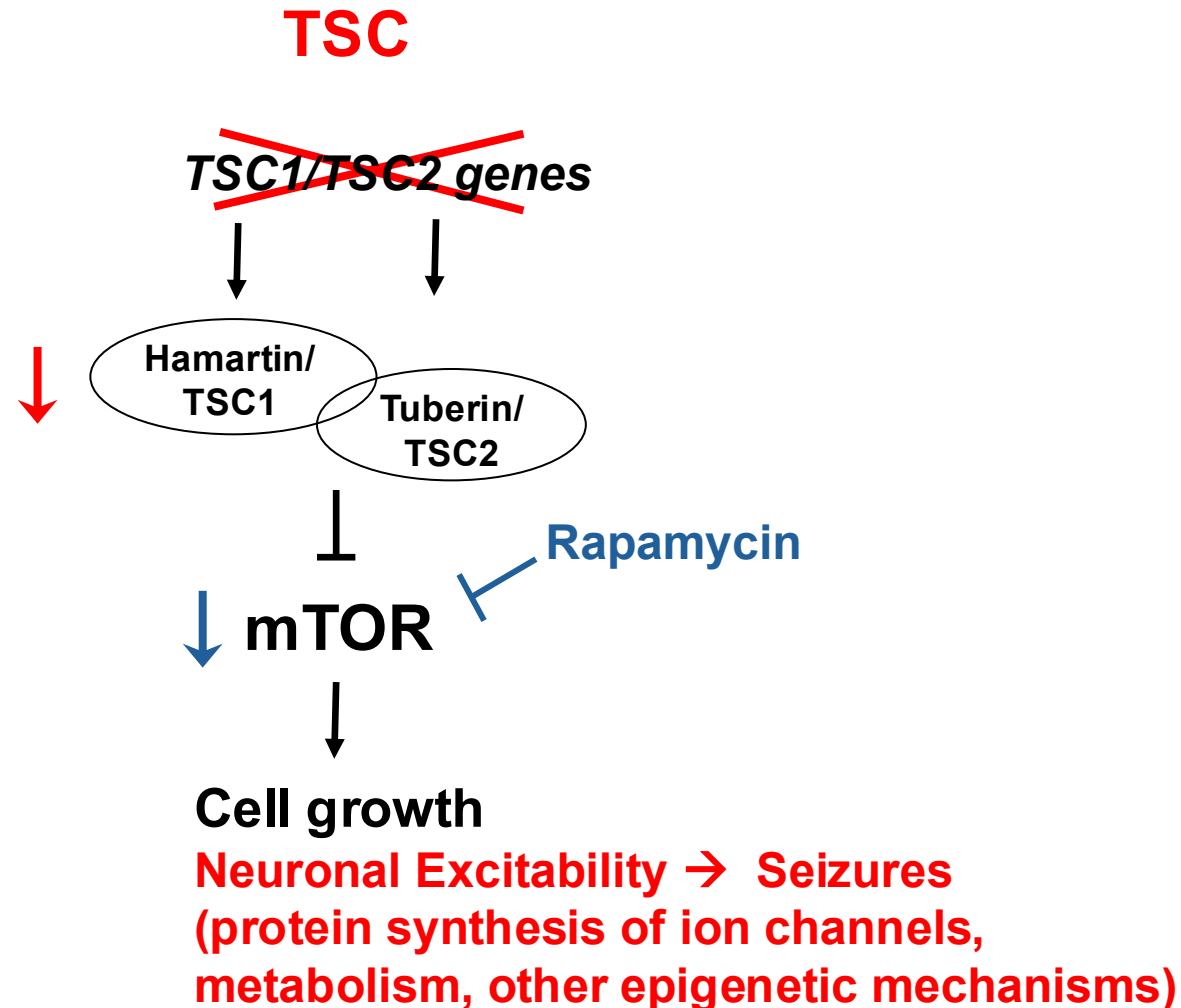 TSC
TSC1/TSC2 genes
Hamartin/
TSC1
Tuberin/
TSC2
Rapamycin
mTOR
Cell growth
Neuronal Excitability → Seizures
(protein synthesis of ion channels,
metabolism, other epigenetic mechanisms)